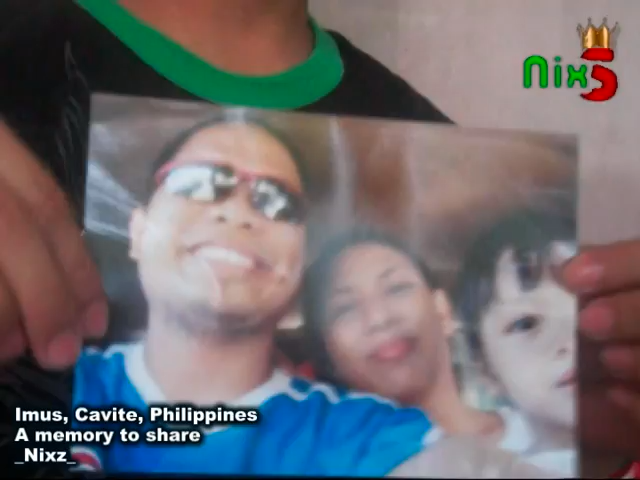 Nix5
Imus, Cavite, Philippines
A memory to share
_Nixz_